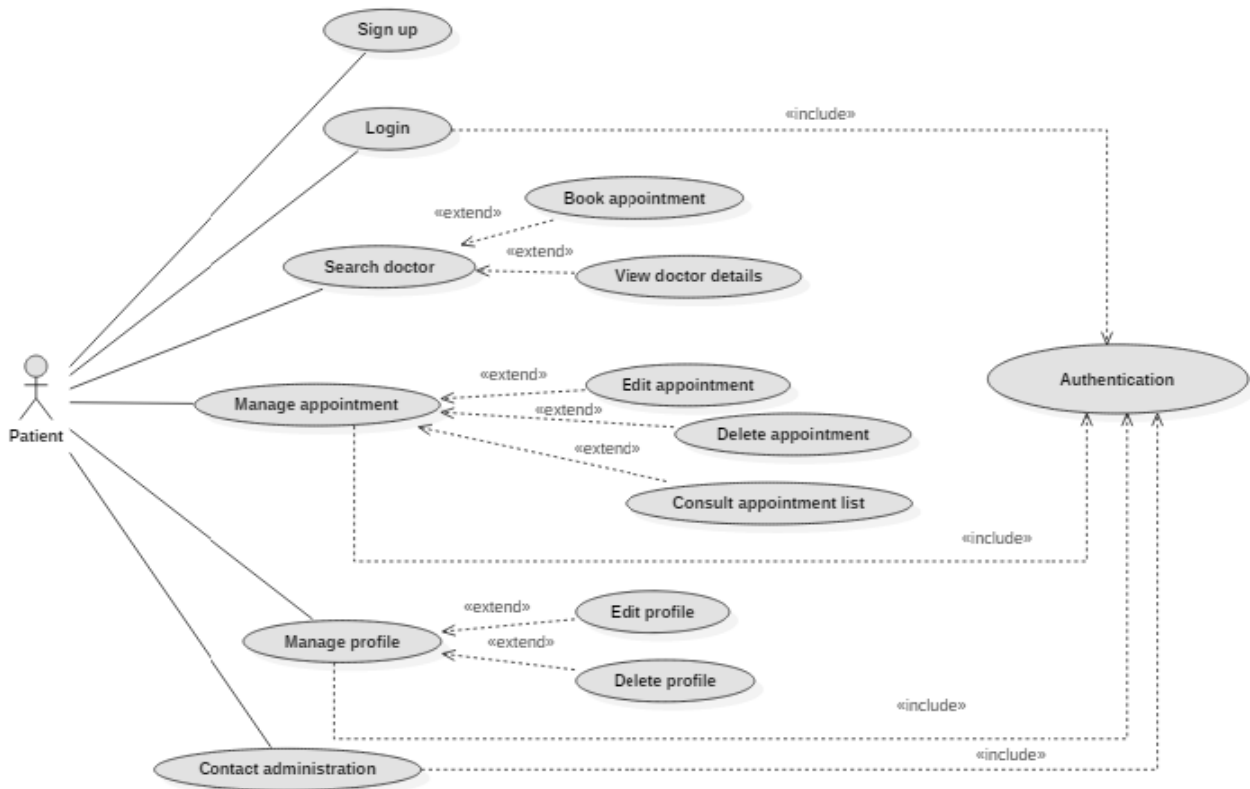 Sign up
Login
«include»
Book appointment
«extend»
Search doctor
«extend»
View doctor details
Patient
Manage appointment
«extend»
Edit appointment
«extend»
Delete appointment
«extend»
Consult appointment list
Authentication
«include»
Manage profile
«extend»
Edit profile
«extend»
Delete profile
«include»
Contact administration
«include»